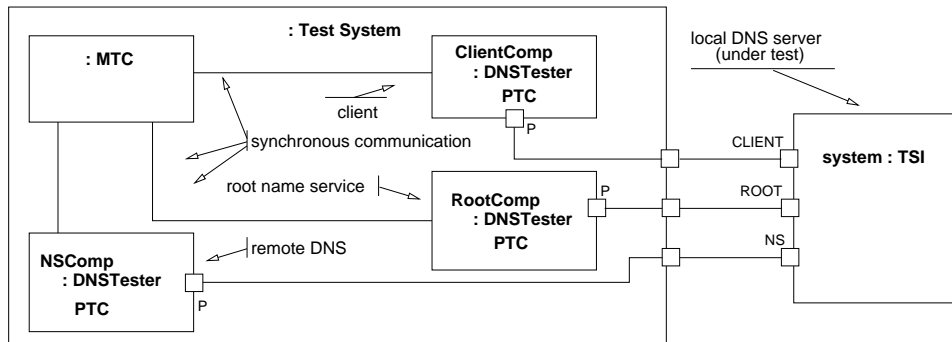 : Test System
: MTC
ClientComp
: DNSTester
PTC
P
client
synchronous communication
root name service
RootComp
: DNSTester
PTC
P
NSComp
: DNSTester
PTC
P
remote DNS
local DNS server
(under test)
CLIENT
ROOT
NS
system : TSI